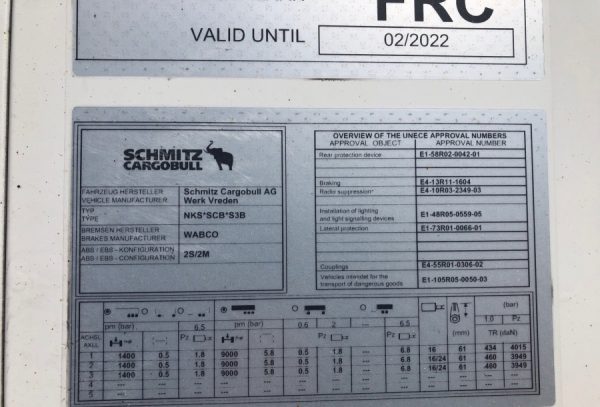 FRC
VALID UNTIL 02/2022
SCHMITZ
CARGOBULL
FAHRZEUG HERSTELLER
VEHICLE MANUFACTURER
Schmitz Cargobull AG
Werk Vreden
TYP
TYPE
NKS*SCB*S3B
BREMSEN HERSTELLER
BRAKES MANUFACTURER
WABCO
ABS / EBS - KONFIGURATION
ABS / EBS - CONFIGURATION
2S/2M
OVERVIEW OF THE UNECE APPROVAL NUMBERS
APPROVAL OBJECT APPROVAL NUMBER
Rear protection device E1-58R02-0042-01
Braking E4-13R11-1604
Radio suppression* E4-10R03-2349-03
Installation of lighting
and light signalling devices E1-48R05-0559-05
Lateral protection E1-73R01-0066-01
Couplings E4-55R01-0306-02
Vehicles intendet for the
transport of dangerous goods E1-105R05-0050-03
pm (bar) 6.5 pm (bar) 0.6 2 --- 6.5 (bar)
ACHSL
AXLE Pz Pz (mm) 1.0 Pz
TR (daN)
1 1400 0.5 1.8 9000 5.8 0.5 1.8 --- 6.8 16 61 434 4015
2 1400 0.5 1.8 9000 5.8 0.5 1.8 --- 6.8 16/24 61 460 3949
3 1400 0.5 1.8 9000 5.8 0.5 1.8 --- 6.8 16/24 61 460 3949
4 --- --- --- --- --- --- --- --- --- --- --- --- ---
5 --- --- --- --- --- --- --- --- --- --- --- --- ---